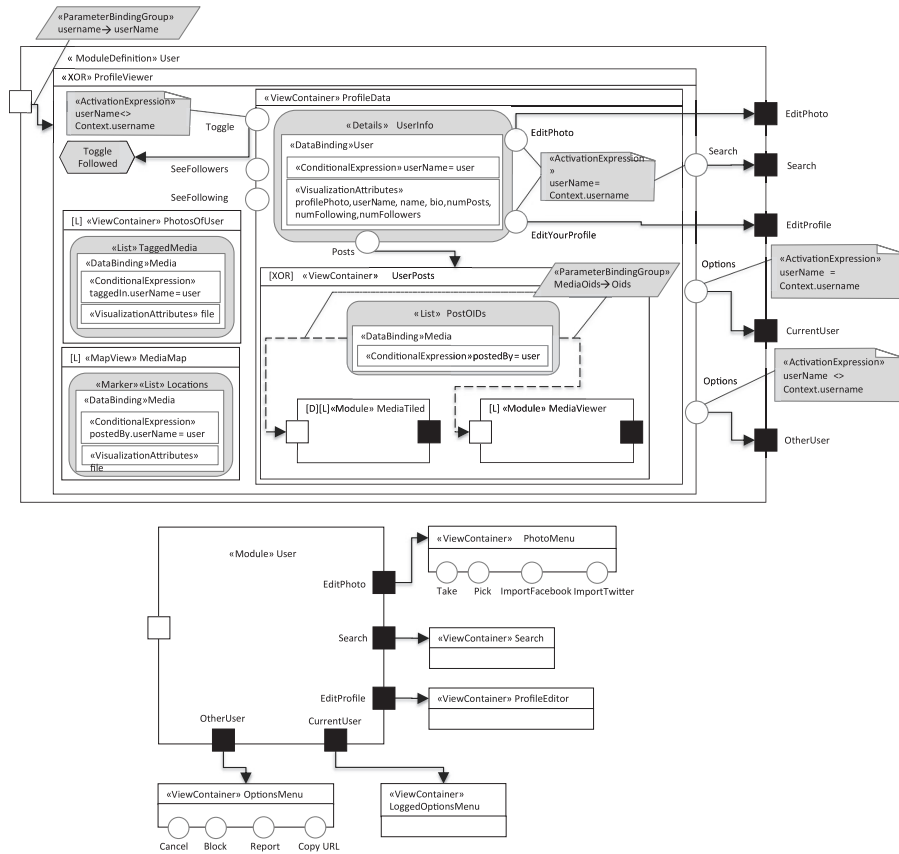 «ParameterBindingGroup»
username→ userName
« ModuleDefinition» User
«XOR» ProfileViewer
«ActivationExpression»
userName<>
Context.username
Toggle
Toggle
Followed
SeeFollowers
SeeFollowing
«ViewContainer» ProfileData
«Details» UserInfo
«DataBinding»User
«ConditionalExpression» userName= user
«VisualizationAttributes»
profilePhoto,userName, name, bio,numPosts,
numFollowing,numFollowers
EditPhoto
«ActivationExpression
»
userName=
Context.username
EditYourProfile
Posts
Search
EditPhoto
Search
EditProfile
[L] «ViewContainer» PhotosOfUser
«List» TaggedMedia
«DataBinding»Media
«ConditionalExpression»
taggedIn.userName= user
«VisualizationAttributes» file
[L] «MapView» MediaMap
«Marker»«List» Locations
«DataBinding»Media
«ConditionalExpression»
postedBy.userName= user
«VisualizationAttributes»
file
[XOR] «ViewContainer» UserPosts
«ParameterBindingGroup»
MediaOids→Oids
«List» PostOIDs
«DataBinding»Media
«ConditionalExpression»postedBy= user
[D][L]«Module» MediaTiled
[L] «Module» MediaViewer
Options
«ActivationExpression»
userName =
Context.username
CurrentUser
Options
«ActivationExpression»
userName <>
Context.username
OtherUser
«Module» User
EditPhoto
Search
EditProfile
OtherUser
CurrentUser
«ViewContainer» PhotoMenu
Take Pick ImportFacebook ImportTwitter
«ViewContainer» Search
«ViewContainer» ProfileEditor
«ViewContainer» OptionsMenu
Cancel Block Report Copy URL
«ViewContainer»
LoggedOptionsMenu